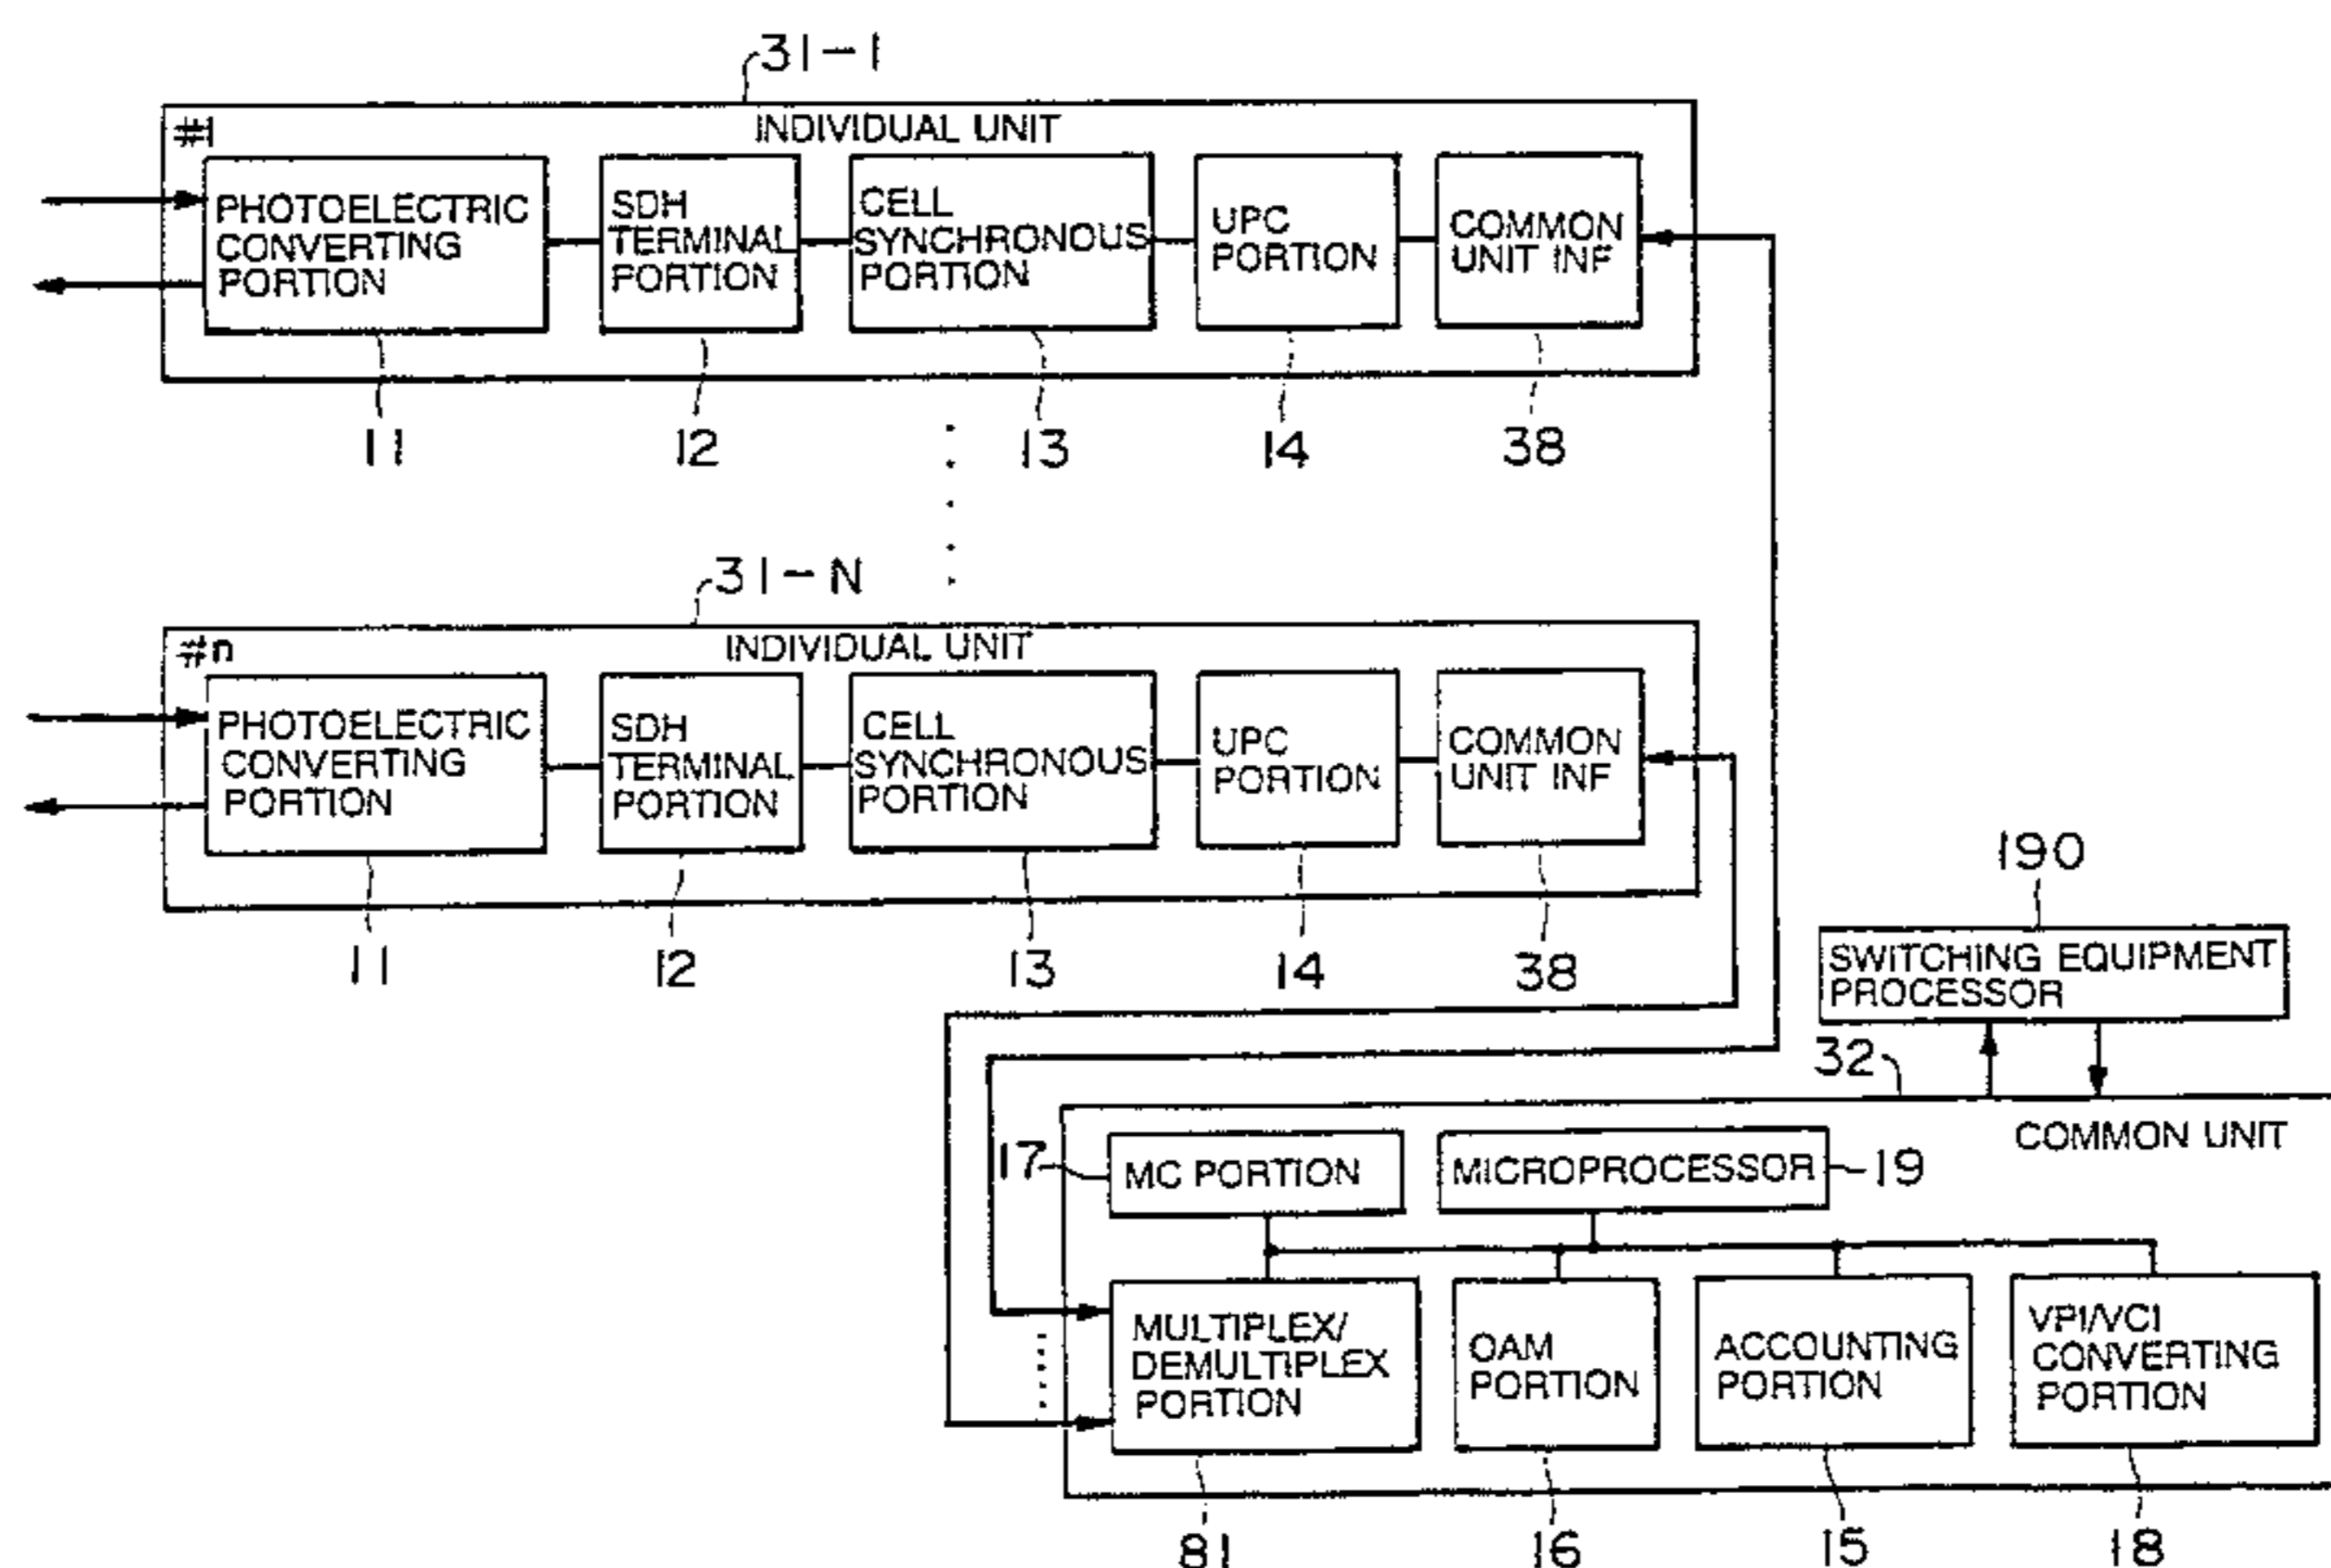 31-1
#1
INDIVIDUAL UNIT
PHOTOELECTRIC
CONVERTING
PORTION
SDH
TERMINAL
PORTION
CELL
SYNCHRONOUS
PORTION
UPC
PORTION
COMMON
UNIT INF
11
12
13
14
38
31-N
#n
INDIVIDUAL UNIT
PHOTOELECTRIC
CONVERTING
PORTION
SDH
TERMINAL
PORTION
CELL
SYNCHRONOUS
PORTION
UPC
PORTION
COMMON
UNIT INF
11
12
13
14
38
190
SWITCHING EQUIPMENT
PROCESSOR
32
COMMON UNIT
17
MC PORTION
MICROPROCESSOR
19
MULTIPLEX/
DEMULTIPLEX
PORTION
OAM
PORTION
ACCOUNTING
PORTION
VPI/VCI
CONVERTING
PORTION
81
16
15
18